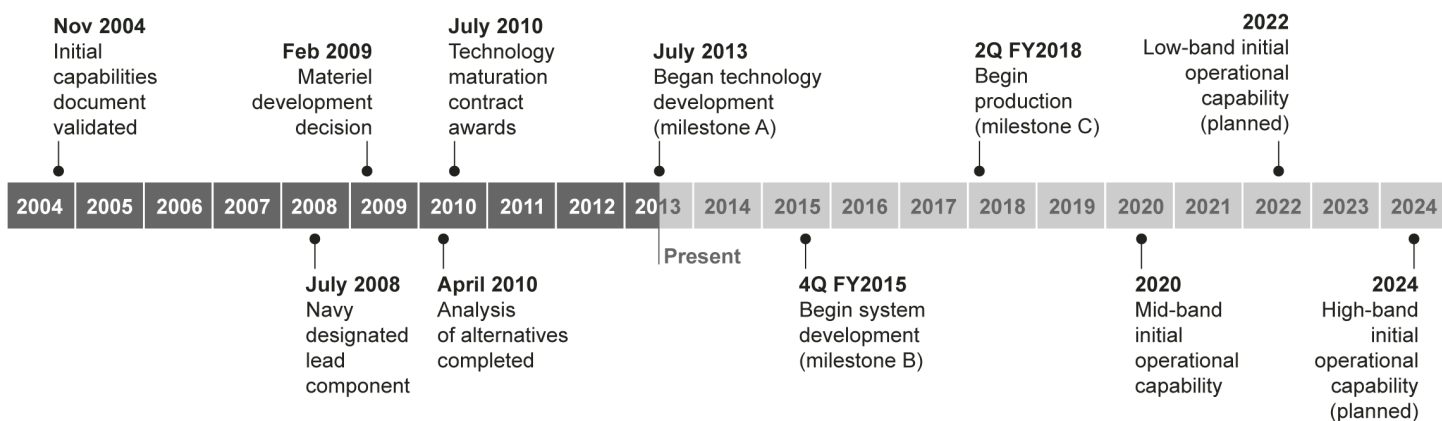 Nov 2004
Initial
capabilities
document
validated
Feb 2009
Materiel
development
decision
July 2010
Technology
maturation
contract
awards
July 2013
Began technology
development
(milestone A)
2Q FY2018
Begin
production
(milestone C)
2022
Low-band initial
operational
capability
(planned)
2004 2005 2006 2007 2008 2009 2010 2011 2012 2013 2014 2015 2016 2017 2018 2019 2020 2021 2022 2023 2024
Present
July 2008
Navy
designated
lead
component
April 2010
Analysis
of alternatives
completed
4Q FY2015
Begin system
development
(milestone B)
2020
Mid-band
initial
operational
capability
2024
High-band
initial
operational
capability
(planned)